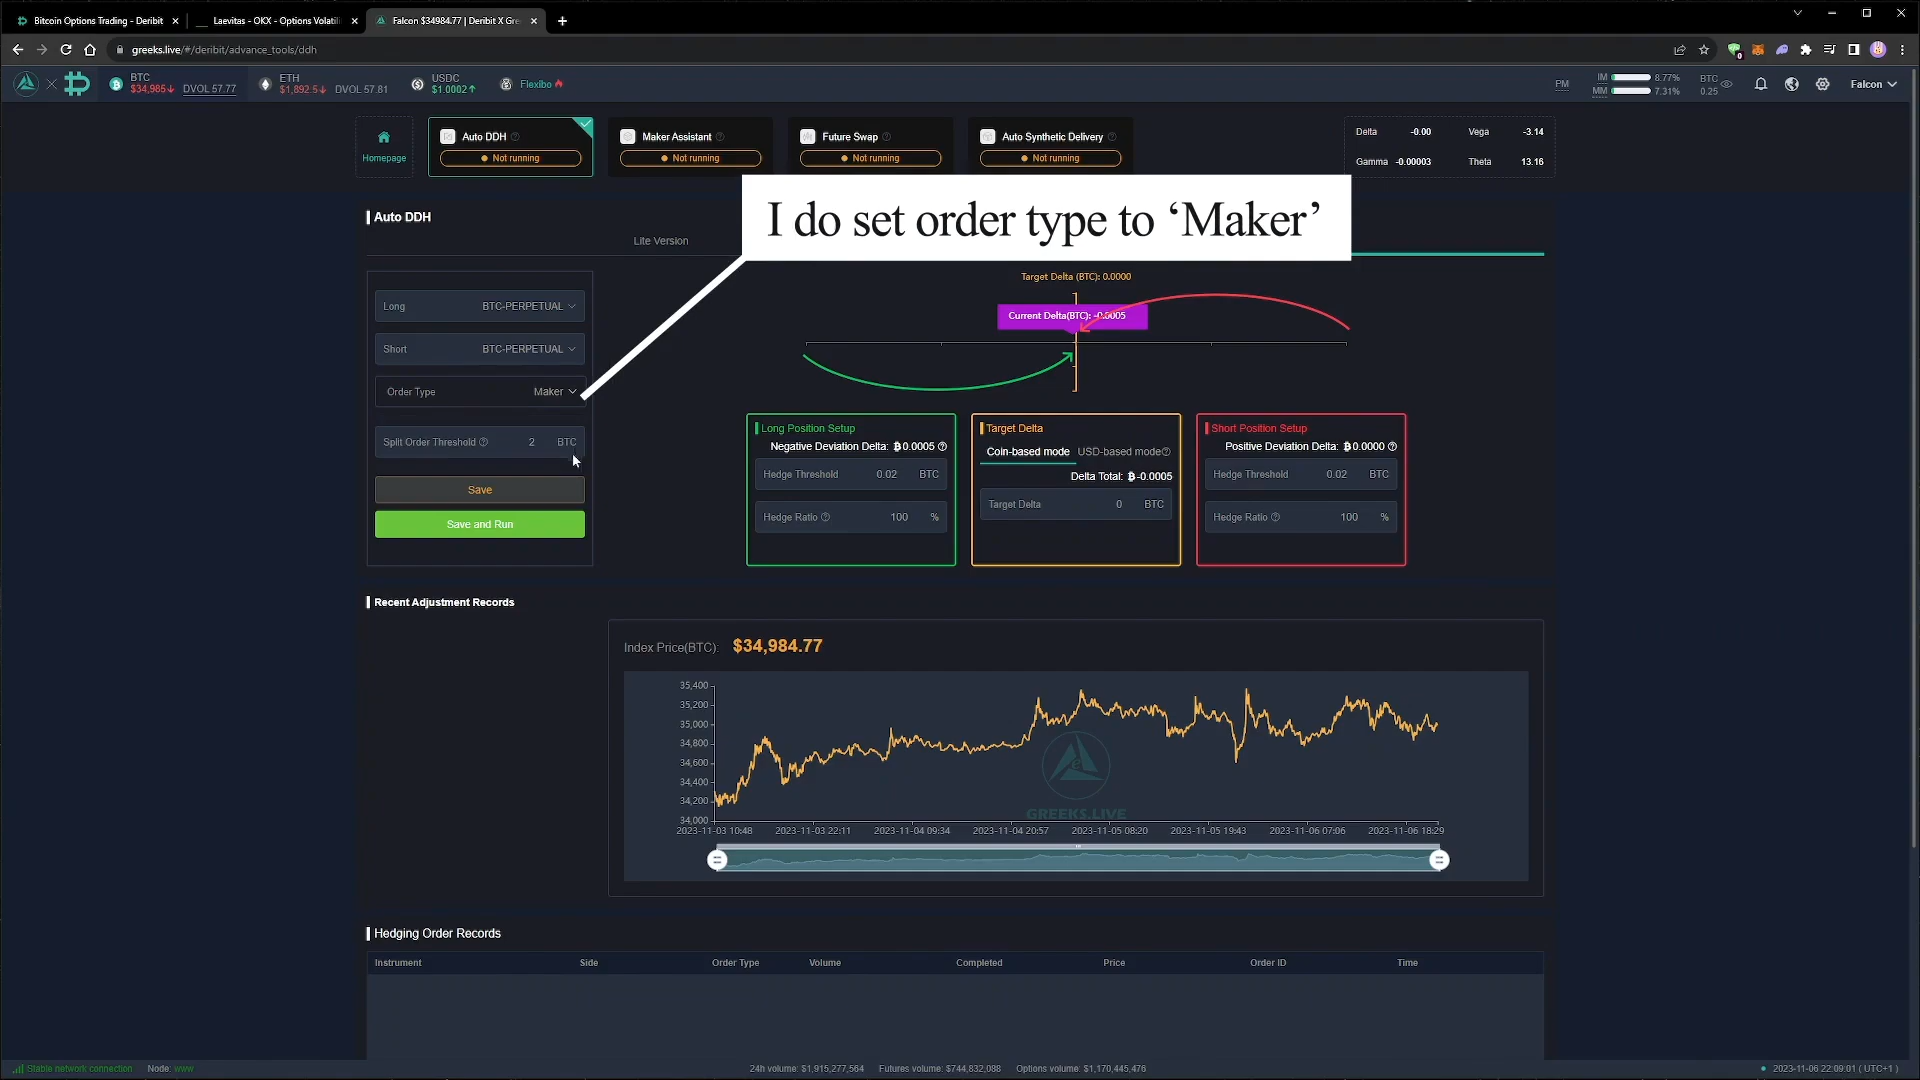 Bitcoin Options Trading - Deribit
Laevitas - OKX - Options Volatili
Falcon $34984.77 | Deribit X Gre
greeks.live/#/deribit/advance_tools/ddh
BTC
$34,985↓ DVOL 57.77
ETH
$1,892.5↓ DVOL 57.81
USDC
$1.0002↑
Flexibo
PM
IM 8.77%
MM 7.31%
BTC
0.25
Falcon
Homepage
Auto DDH
Not running
Maker Assistant
Not running
Future Swap
Not running
Auto Synthetic Delivery
Not running
Delta -0.00 Vega -3.14
Gamma -0.00003 Theta 13.16
Auto DDH
Lite Version
I do set order type to ‘Maker’
Long BTC-PERPETUAL
Short BTC-PERPETUAL
Order Type Maker
Split Order Threshold 2 BTC
Save
Save and Run
Target Delta (BTC): 0.0000
Current Delta(BTC): -0.0005
Long Position Setup
Negative Deviation Delta: ₿0.0005
Hedge Threshold 0.02 BTC
Hedge Ratio 100 %
Target Delta
Coin-based mode USD-based mode
Delta Total: ₿-0.0005
Target Delta 0 BTC
Short Position Setup
Positive Deviation Delta: ₿0.0000
Hedge Threshold 0.02 BTC
Hedge Ratio 100 %
Recent Adjustment Records
Index Price(BTC): $34,984.77
35,400
35,200
35,000
34,800
34,600
34,400
34,200
34,000
GREEKS.LIVE
2023-11-03 10:48 2023-11-03 22:11 2023-11-04 09:34 2023-11-04 20:57 2023-11-05 08:20 2023-11-05 19:43 2023-11-06 07:06 2023-11-06 18:29
Hedging Order Records
Instrument Side Order Type Volume Completed Price Order ID Time
Stable network connection Node: www
24h volume: $1,915,277,564 Futures volume: $744,832,088 Options volume: $1,170,445,476
2023-11-06 22:09:01 ( UTC+1 )